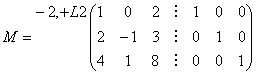 -2,+L2 1 0 2 ⋮ 1 0 0
M = 2 -1 3 ⋮ 0 1 0
4 1 8 ⋮ 0 0 1